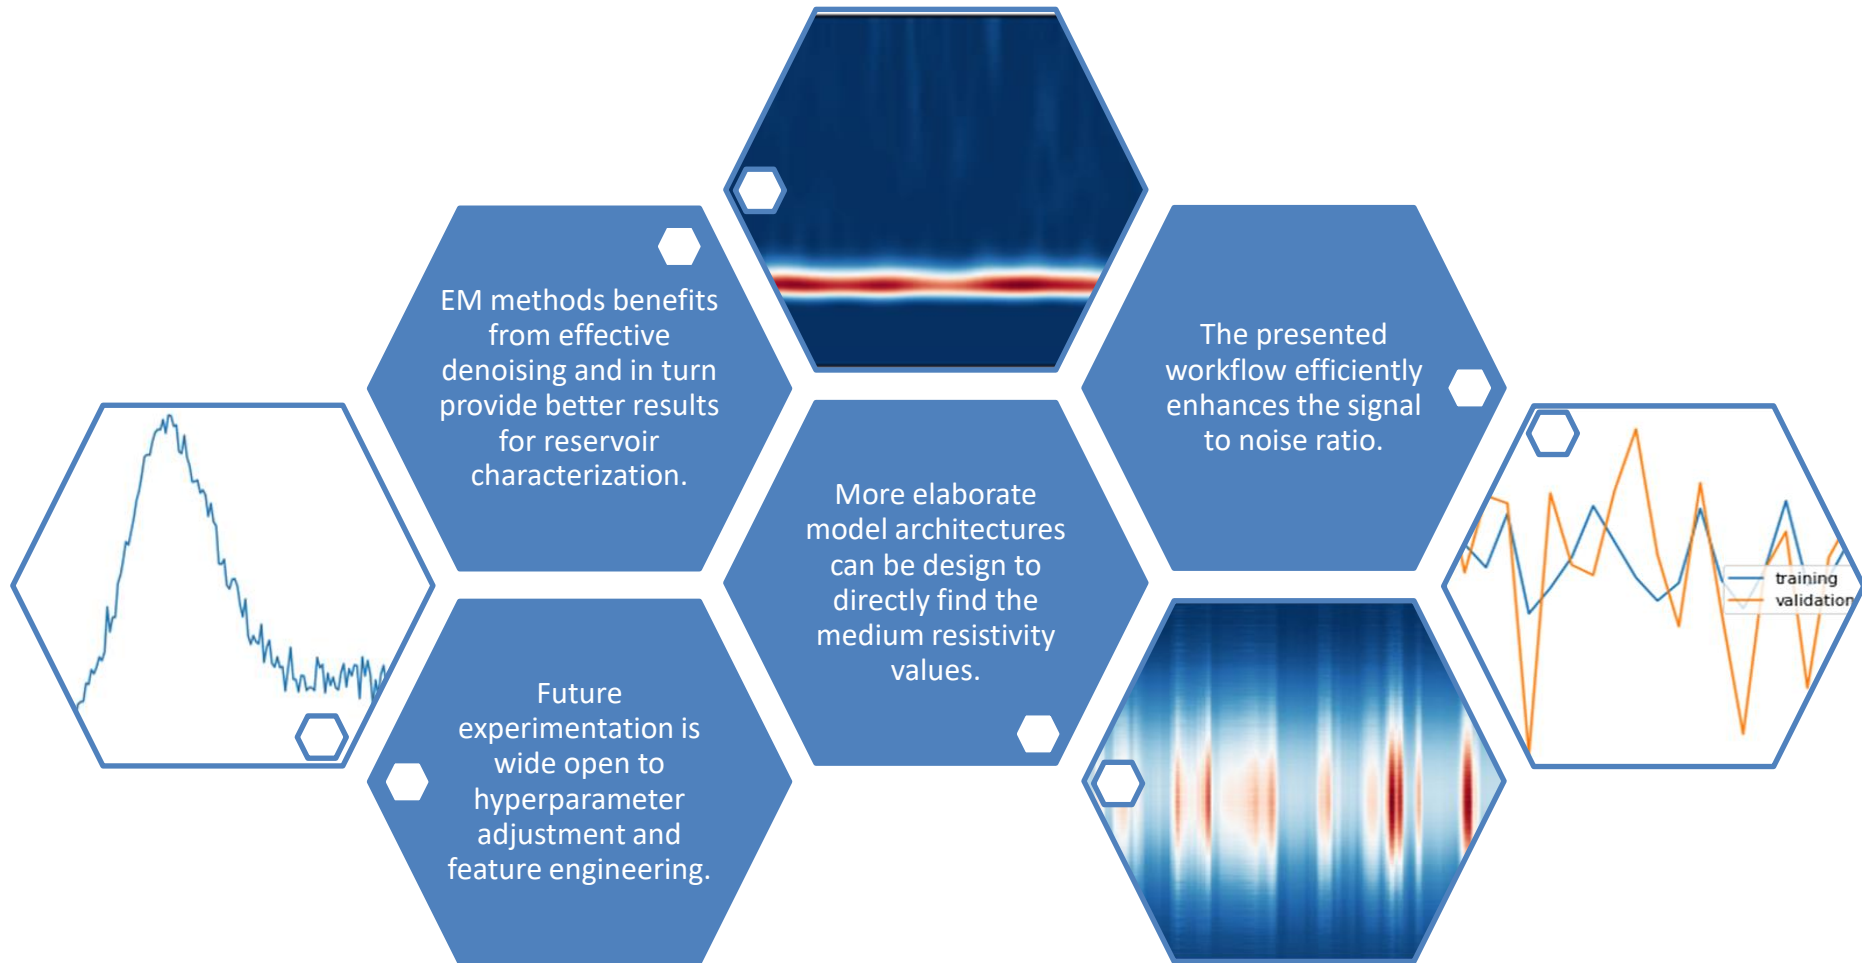 EM methods benefits
from effective
denoising and in turn
provide better results
for reservoir
characterization.
The presented
workflow efficiently
enhances the signal
to noise ratio.
More elaborate
model architectures
can be design to
directly find the
medium resistivity
values.
training
validation
Future
experimentation is
wide open to
hyperparameter
adjustment and
feature engineering.